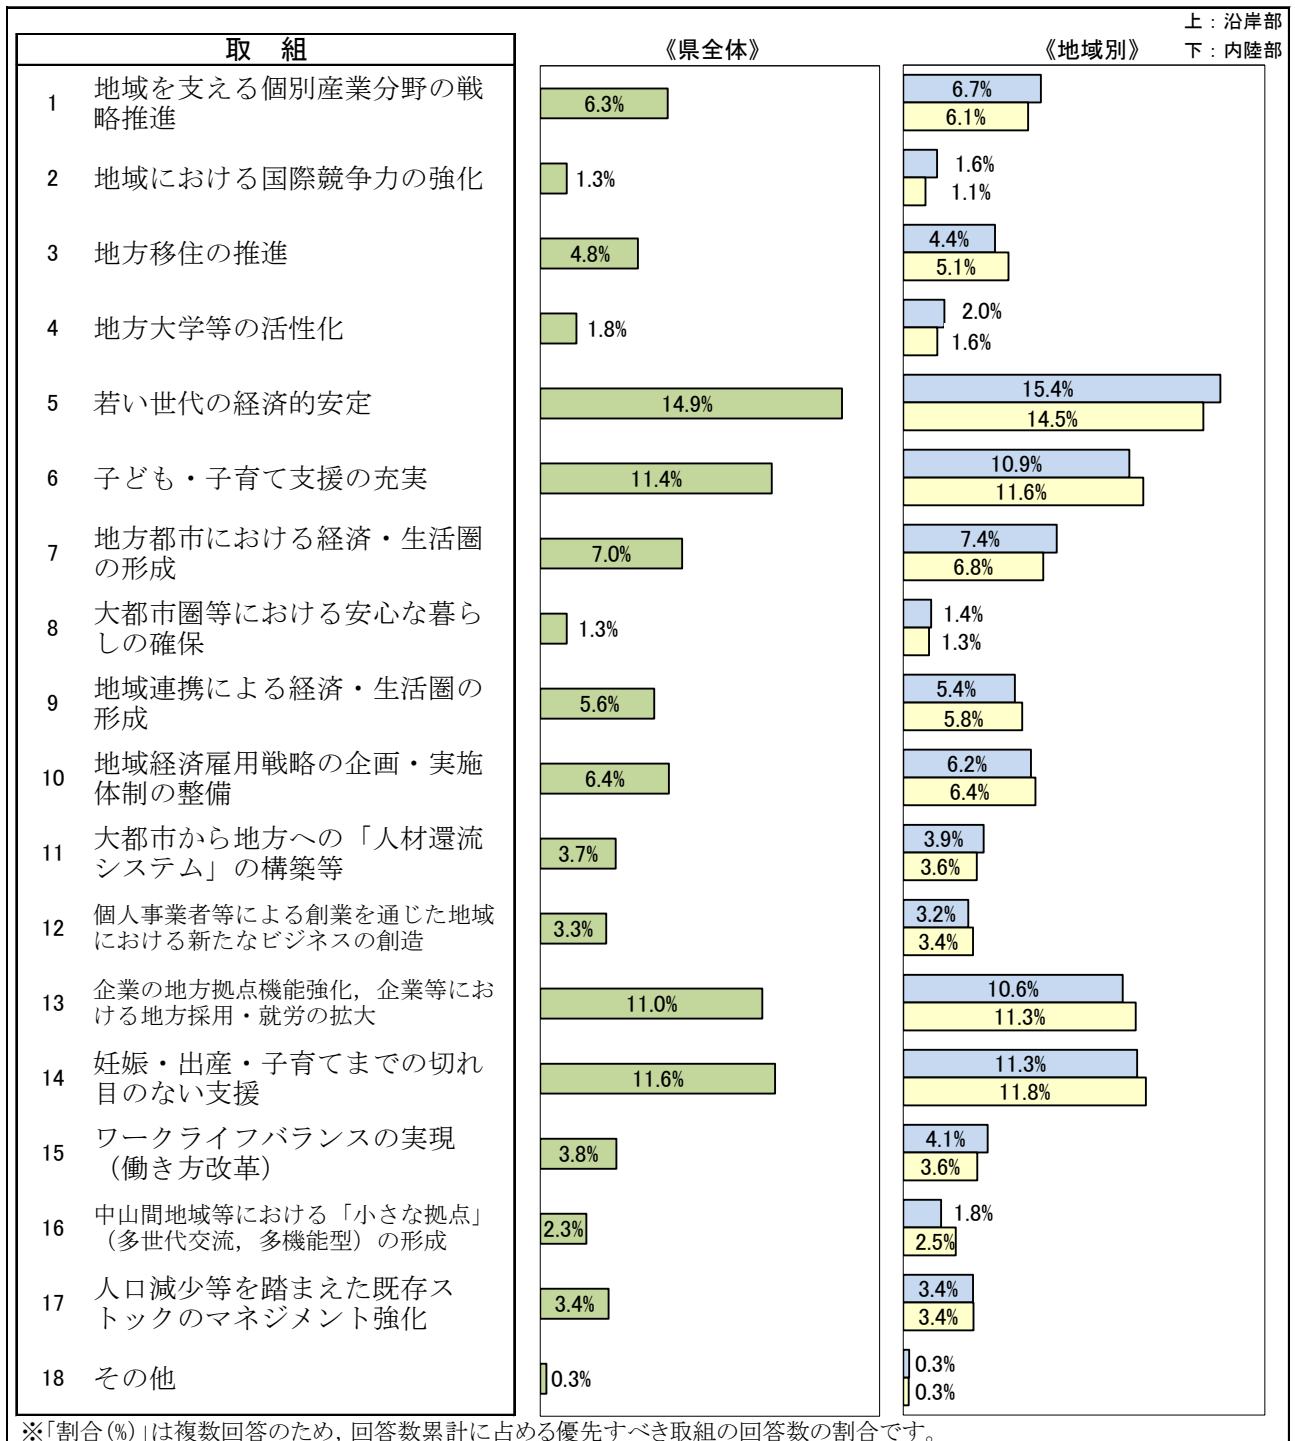 上：沿岸部
取　組
《県全体》
《地域別》
下：内陸部
1
地域を支える個別産業分野の戦
略推進
6.3%
6.7%
6.1%
2
地域における国際競争力の強化
1.3%
1.6%
1.1%
3
地方移住の推進
4.8%
4.4%
5.1%
4
地方大学等の活性化
1.8%
2.0%
1.6%
5
若い世代の経済的安定
14.9%
15.4%
14.5%
6
子ども・子育て支援の充実
11.4%
10.9%
11.6%
7
地方都市における経済・生活圏
の形成
7.0%
7.4%
6.8%
8
大都市圏等における安心な暮ら
しの確保
1.3%
1.4%
1.3%
9
地域連携による経済・生活圏の
形成
5.6%
5.4%
5.8%
10
地域経済雇用戦略の企画・実施
体制の整備
6.4%
6.2%
6.4%
11
大都市から地方への「人材還流
システム」の構築等
3.7%
3.9%
3.6%
12
個人事業者等による創業を通じた地域
における新たなビジネスの創造
3.3%
3.2%
3.4%
13
企業の地方拠点機能強化，企業等にお
ける地方採用・就労の拡大
11.0%
10.6%
11.3%
14
妊娠・出産・子育てまでの切れ
目のない支援
11.6%
11.3%
11.8%
15
ワークライフバランスの実現
（働き方改革）
3.8%
4.1%
3.6%
16
中山間地域等における「小さな拠点」
（多世代交流，多機能型）の形成
2.3%
1.8%
2.5%
17
人口減少等を踏まえた既存ス
トックのマネジメント強化
3.4%
3.4%
3.4%
18
その他
0.3%
0.3%
0.3%
※「割合(%)」は複数回答のため，回答数累計に占める優先すべき取組の回答数の割合です。